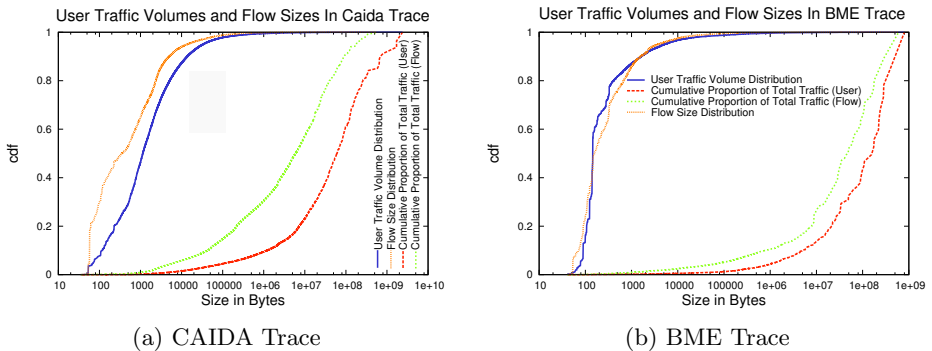 User Traffic Volumes and Flow Sizes In Caida Trace
1
0.8
0.6
0.4
0.2
0
cdf
10
100
1000
10000
100000
1e+06
1e+07
1e+08
1e+09
1e+10
Size in Bytes
User Traffic Volume Distribution
Flow Size Distribution
Cumulative Proportion of Total Traffic (User)
Cumulative Proportion of Total Traffic (Flow)
(a) CAIDA Trace
User Traffic Volumes and Flow Sizes In BME Trace
1
0.8
0.6
0.4
0.2
0
cdf
User Traffic Volume Distribution
Cumulative Proportion of Total Traffic (User)
Cumulative Proportion of Total Traffic (Flow)
Flow Size Distribution
10
100
1000
10000
100000
1e+06
1e+07
1e+08
1e+09
Size in Bytes
(b) BME Trace